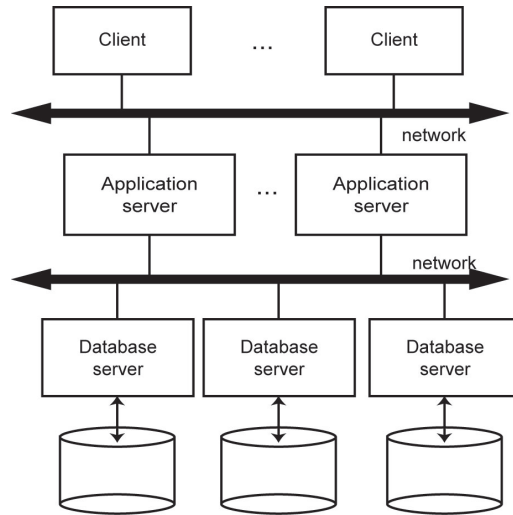 Client
...
Client
network
Application
server
...
Application
server
network
Database
server
Database
server
Database
server